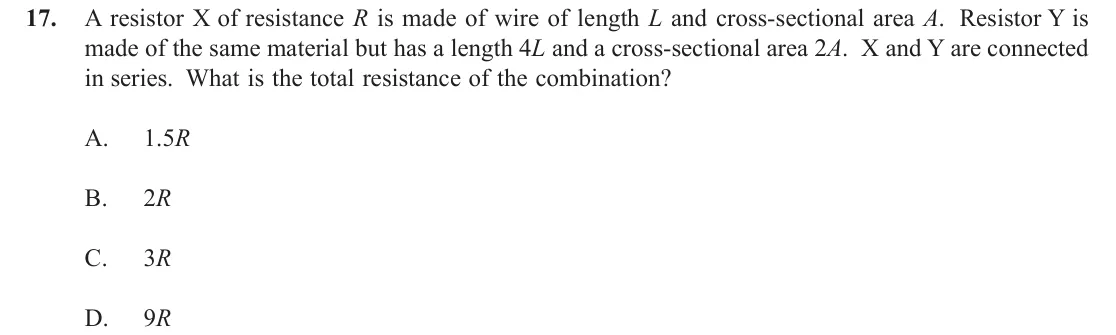 17. A resistor X of resistance R is made of wire of length L and cross-sectional area A. Resistor Y is
made of the same material but has a length 4L and a cross-sectional area 2A. X and Y are connected
in series. What is the total resistance of the combination?
A. 1.5R
B. 2R
C. 3R
D. 9R